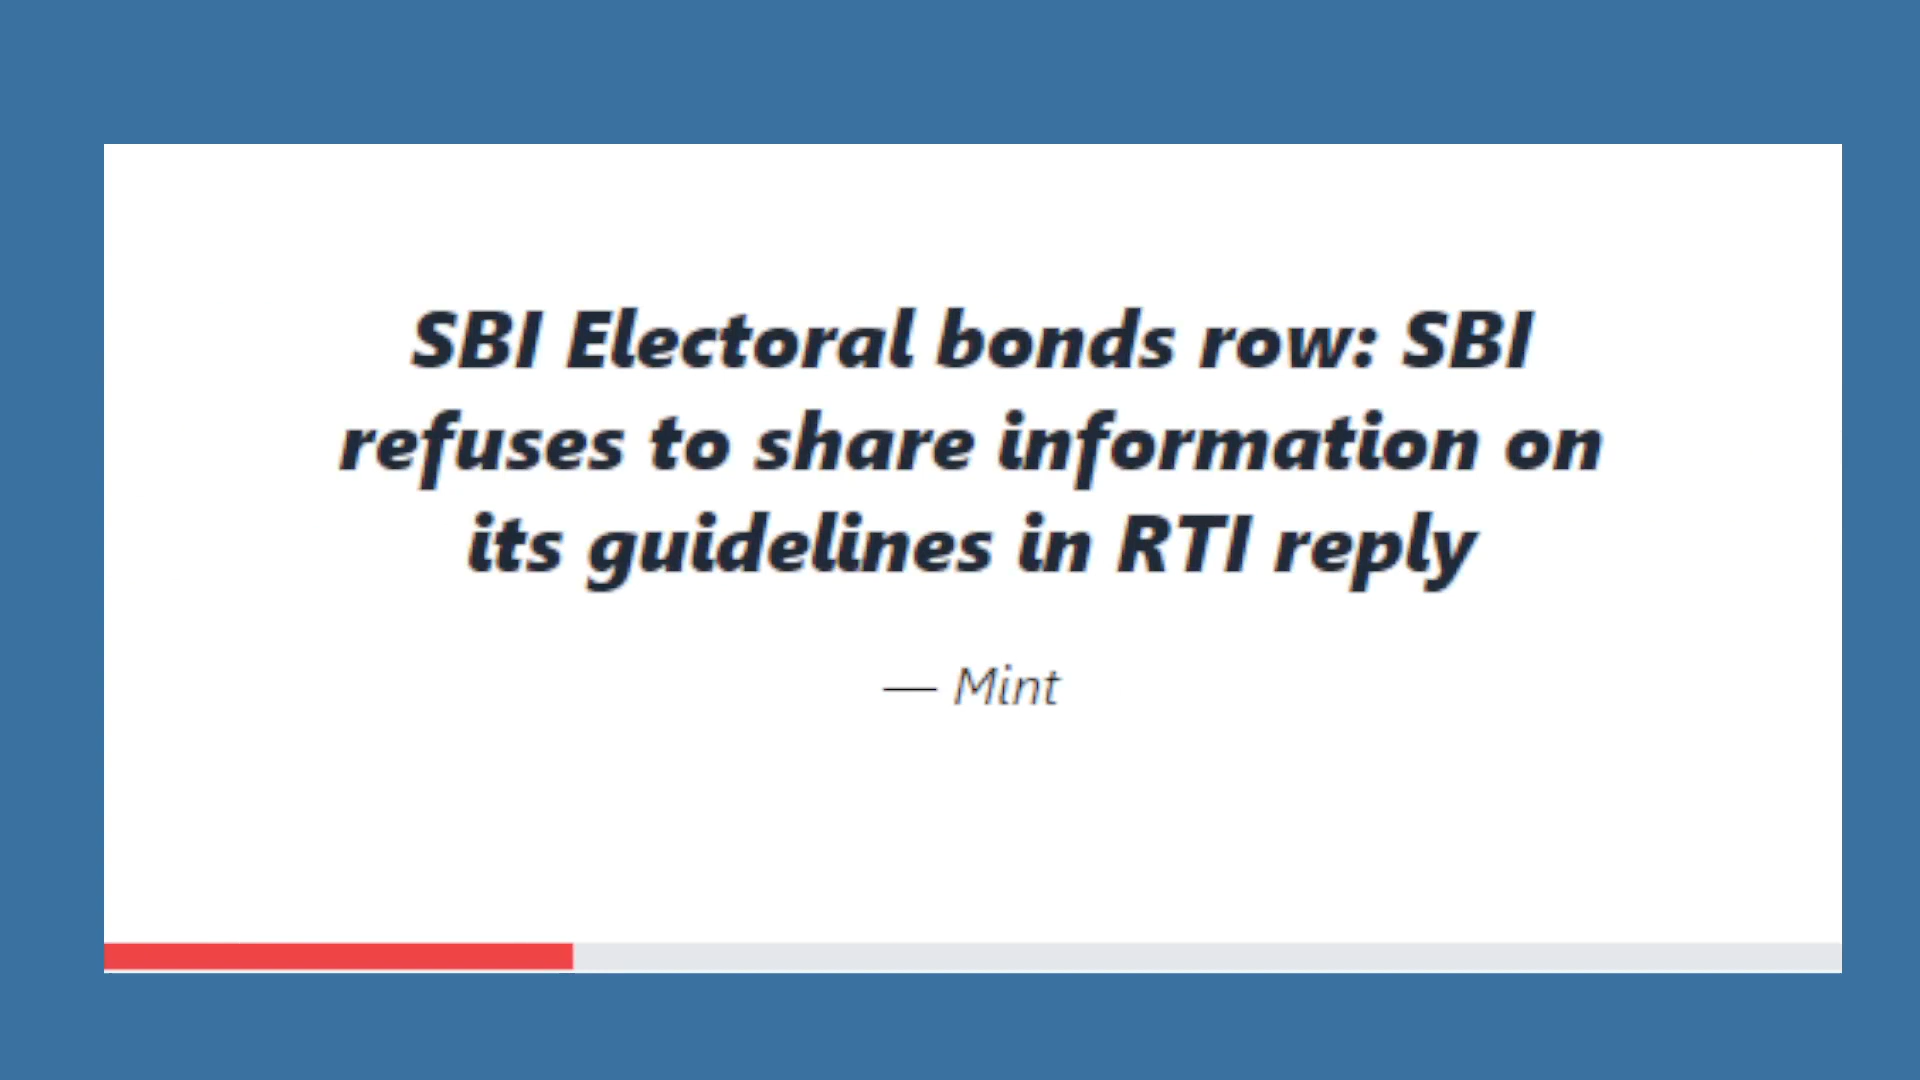 SBI Electoral bonds row: SBI
refuses to share information on
its guidelines in RTI reply
— Mint